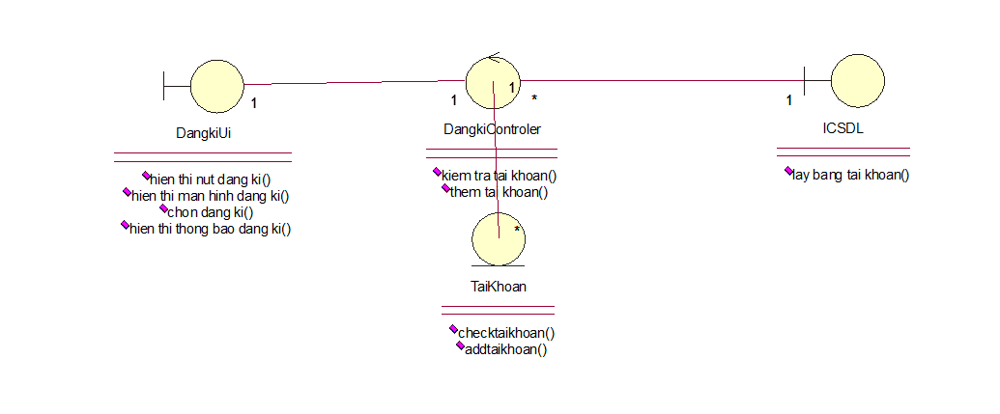 1
1
1
*
1
DangkiUi
DangkiControler
ICSDL
hien thi nut dang ki()
hien thi man hinh dang ki()
chon dang ki()
hien thi thong bao dang ki()
kiem tra tai khoan()
them tai khoan()
lay bang tai khoan()
*
TaiKhoan
checktaikhoan()
addtaikhoan()